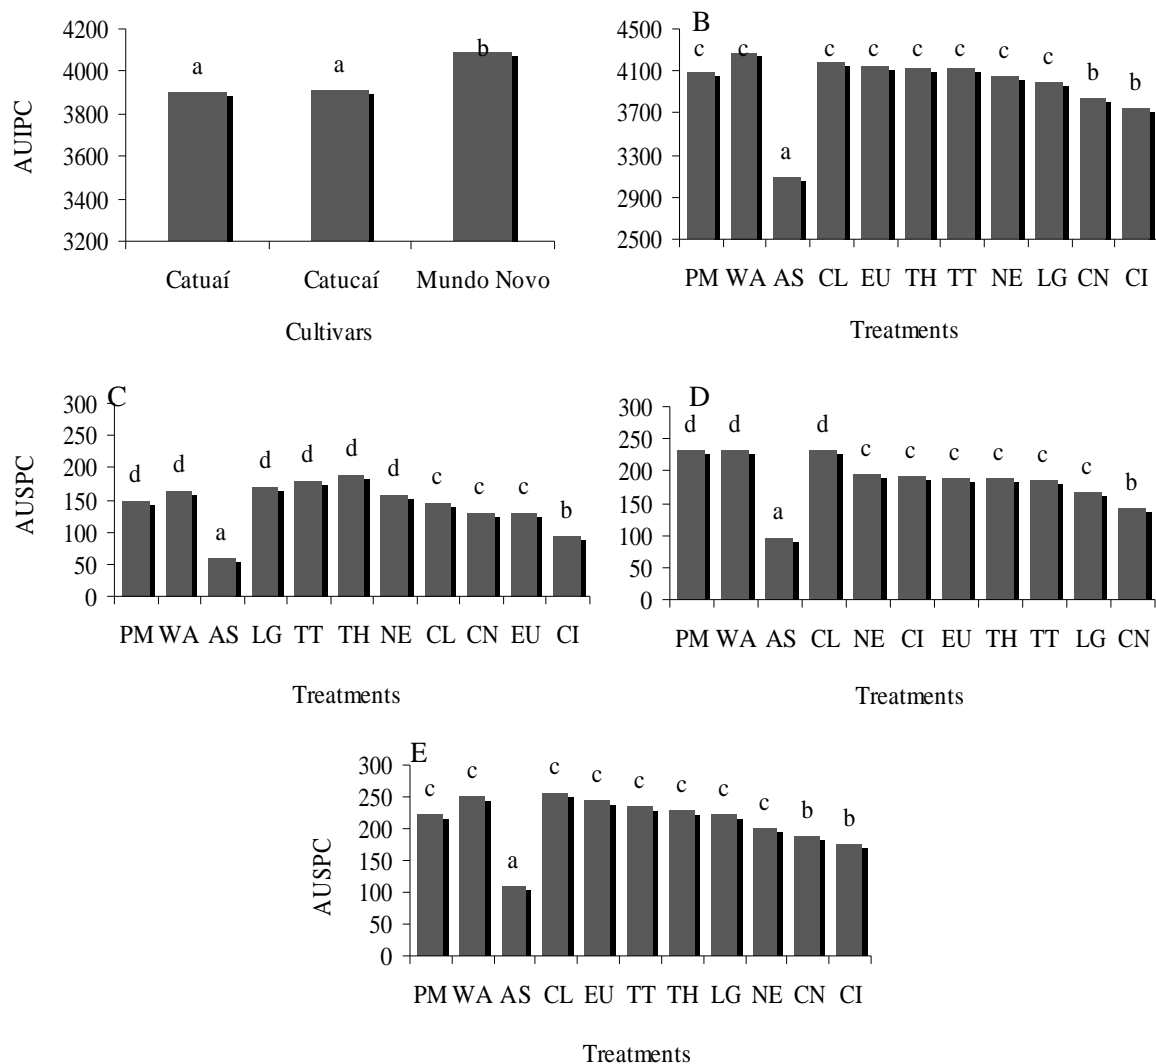 4200
4000
3800
3600
3400
3200
AUIPC
a
a
b
Catuaí Catucaí Mundo Novo
Cultivars
B
4500
4100
3700
3300
2900
2500
c c a c c c c c c b b
PM WA AS CL EU TH TT NE LG CN CI
Treatments
C
300
250
200
150
100
50
0
AUSPC
d d a d d d d c c c b
PM WA AS LG TT TH NE CL CN EU CI
Treatments
D
300
250
200
150
100
50
0
d d a d c c c c c c b
PM WA AS CL NE CI EU TH TT LG CN
Treatments
E
300
250
200
150
100
50
0
AUSPC
c c a c c c c c c b b
PM WA AS CL EU TT TH LG NE CN CI
Treatments